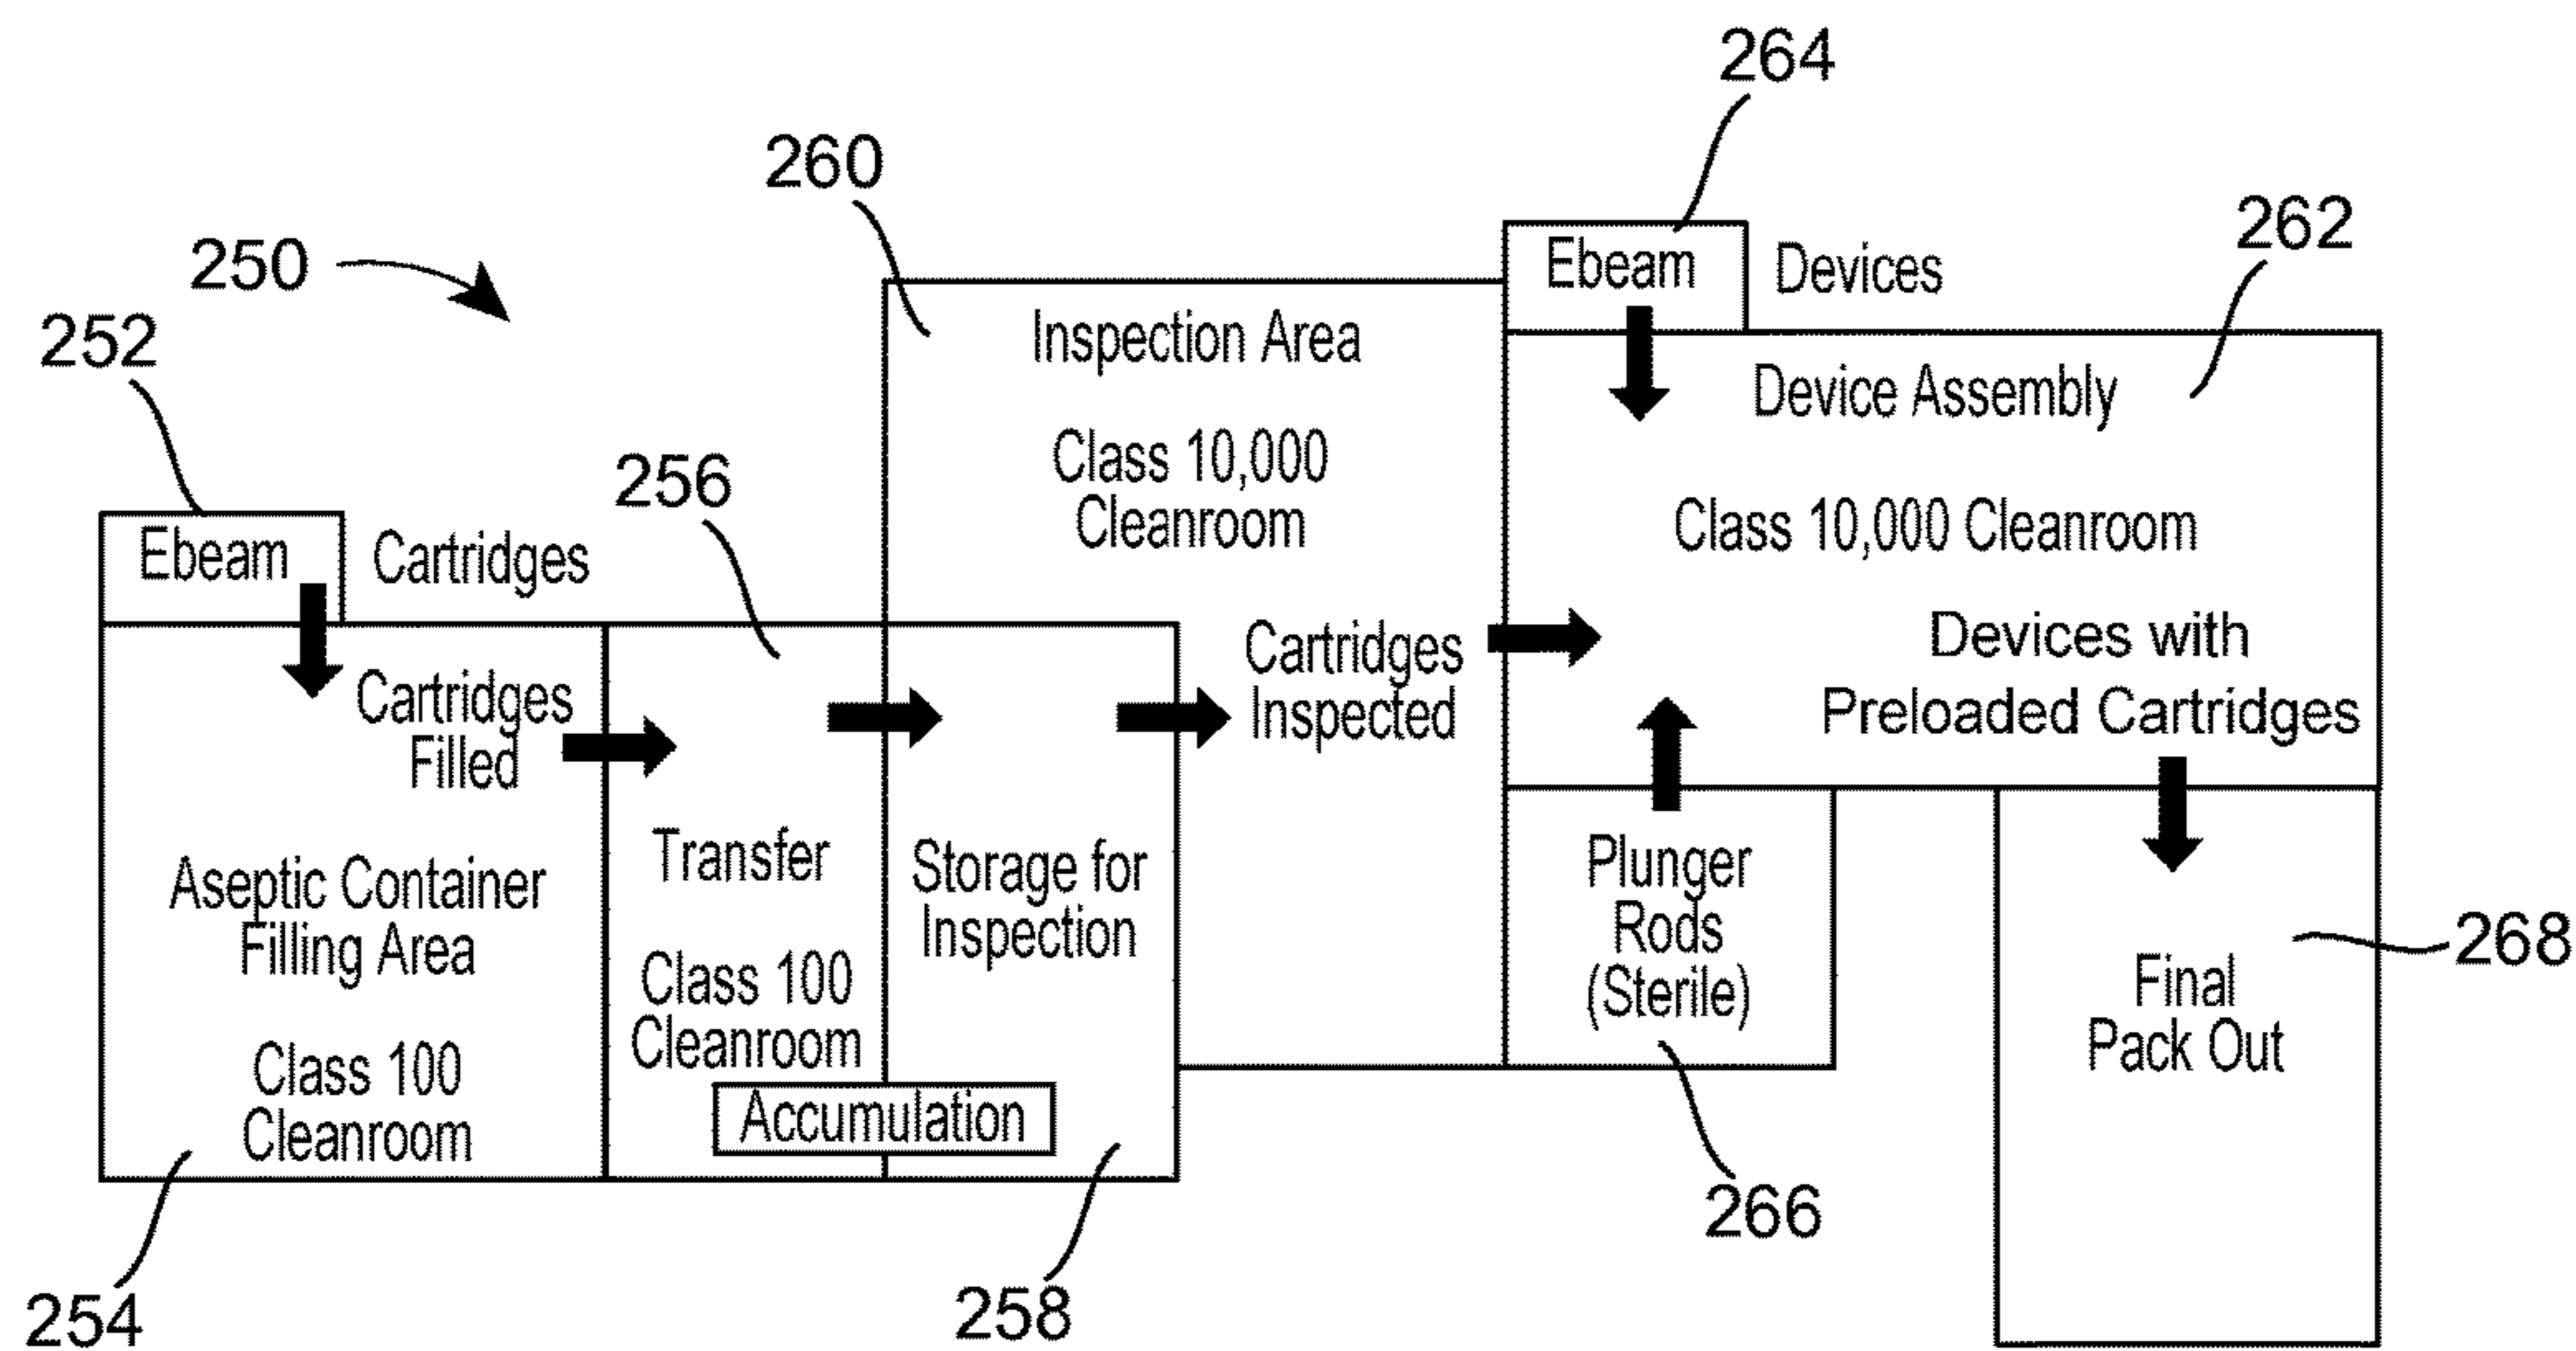 264
260
262
250
Ebeam
Devices
252
Inspection Area
Device Assembly
Class 10,000
Cleanroom
256
Class 10,000 Cleanroom
Ebeam
Cartridges
Cartridges
Inspected
Devices with
Preloaded Cartridges
Cartridges
Filled
Transfer
Storage for
Inspection
Plunger
Rods
(Sterile)
Aseptic Container
Filling Area
268
Class 100
Cleanroom
Final
Pack Out
Class 100
Cleanroom
Accumulation
266
254
258